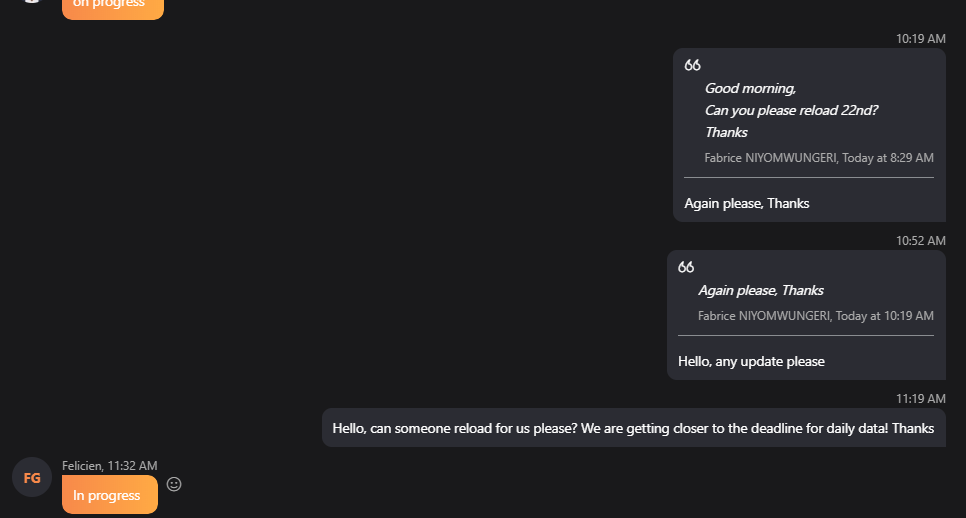 on progress
10:19 AM
Good morning,
Can you please reload 22nd?
Thanks
Fabrice NIYOMWUNGERI, Today at 8:29 AM
Again please, Thanks
10:52 AM
Again please, Thanks
Fabrice NIYOMWUNGERI, Today at 10:19 AM
Hello, any update please
11:19 AM
Hello, can someone reload for us please? We are getting closer to the deadline for daily data! Thanks
Felicien, 11:32 AM
FG
In progress